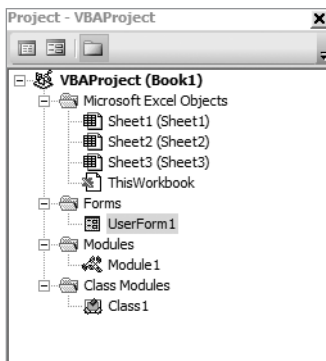 Project - VBAProject
VBAProject (Book1)
Microsoft Excel Objects
Sheet1 (Sheet1)
Sheet2 (Sheet2)
Sheet3 (Sheet3)
ThisWorkbook
Forms
UserForm1
Modules
Module1
Class Modules
Class1